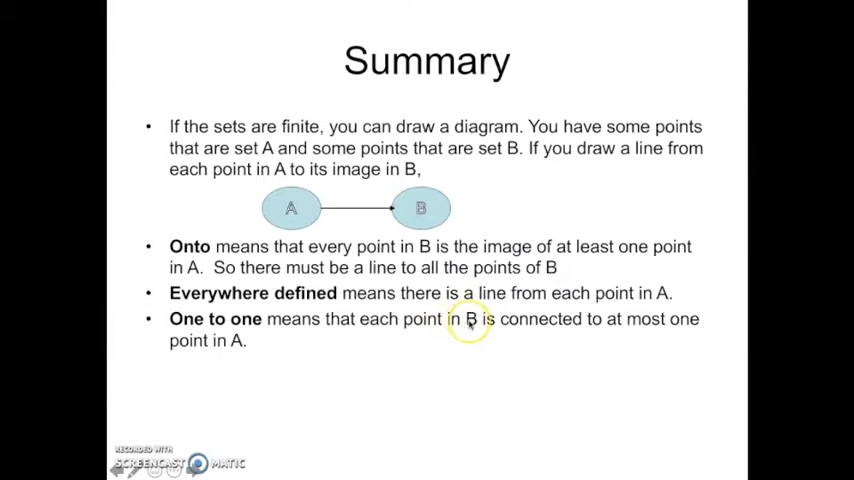 Summary
• If the sets are finite, you can draw a diagram. You have some points
that are set A and some points that are set B. If you draw a line from
each point in A to its image in B,
A B
• Onto means that every point in B is the image of at least one point
in A. So there must be a line to all the points of B
• Everywhere defined means there is a line from each point in A.
• One to one means that each point in B is connected to at most one
point in A.
RECORDED WITH
SCREENCAST MATIC